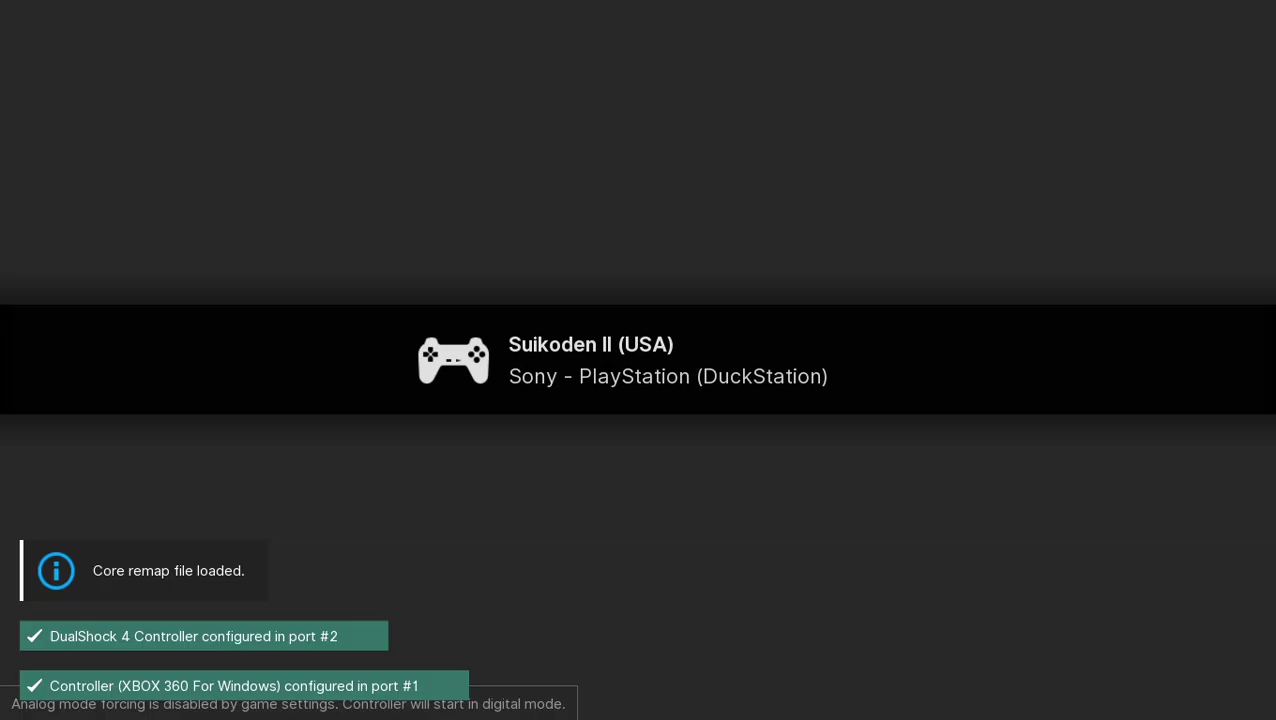 Suikoden II (USA)
Sony - PlayStation (DuckStation)
Core remap file loaded.
DualShock 4 Controller configured in port #2
Controller (XBOX 360 For Windows) configured in port #1
Analog mode forcing is disabled by game settings. Controller will start in digital mode.